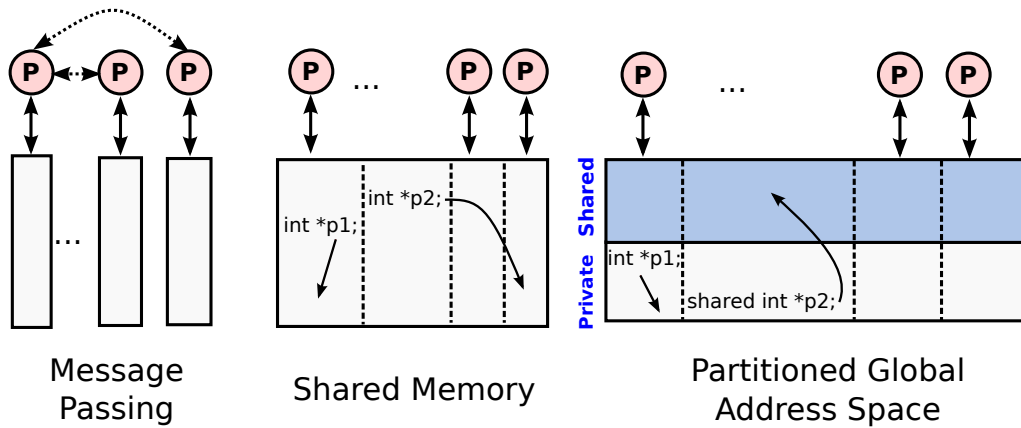 P P P
...
Message
Passing
P ... P P
int *p1;
int *p2;
Shared Memory
P ... P P
Shared
Private
int *p1;
shared int *p2;
Partitioned Global
Address Space